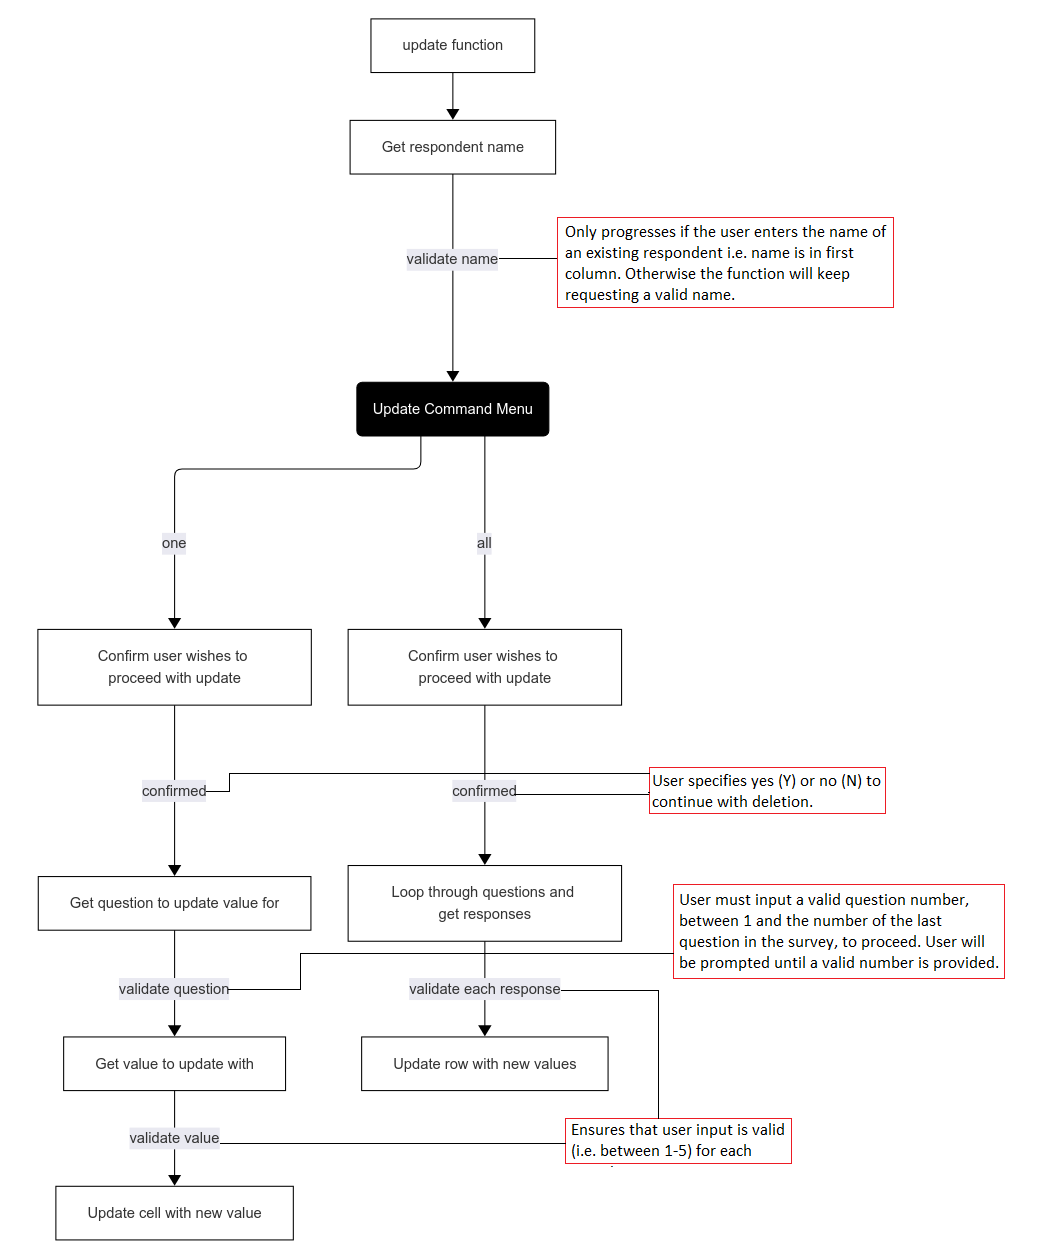 update function
Get respondent name
validate name
Only progresses if the user enters the name of
an existing respondent i.e. name is in first
column. Otherwise the function will keep
requesting a valid name.
Update Command Menu
one
all
Confirm user wishes to
proceed with update
Confirm user wishes to
proceed with update
confirmed
confirmed
User specifies yes (Y) or no (N) to
continue with deletion.
Get question to update value for
Loop through questions and
get responses
User must input a valid question number,
between 1 and the number of the last
question in the survey, to proceed. User will
be prompted until a valid number is provided.
validate question
validate each response
Get value to update with
Update row with new values
validate value
Ensures that user input is valid
(i.e. between 1-5) for each
Update cell with new value